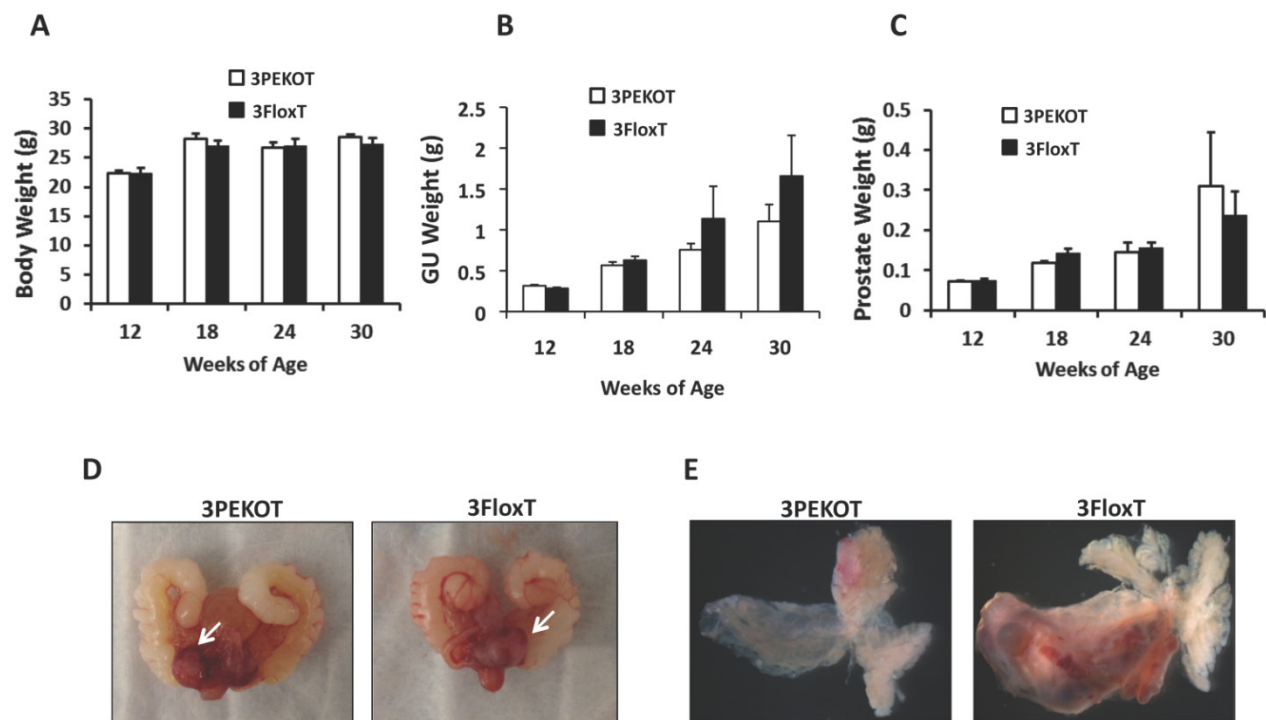 A
3PEKOT
3FloxT
Body Weight (g)
35
30
25
20
15
10
5
0
12 18 24 30
Weeks of Age
B
3PEKOT
3FloxT
GU Weight (g)
2.5
2
1.5
1
0.5
0
12 18 24 30
Weeks of Age
C
3PEKOT
3FloxT
Prostate Weight (g)
0.5
0.4
0.3
0.2
0.1
0
12 18 24 30
Weeks of Age
D
3PEKOT 3FloxT
E
3PEKOT 3FloxT